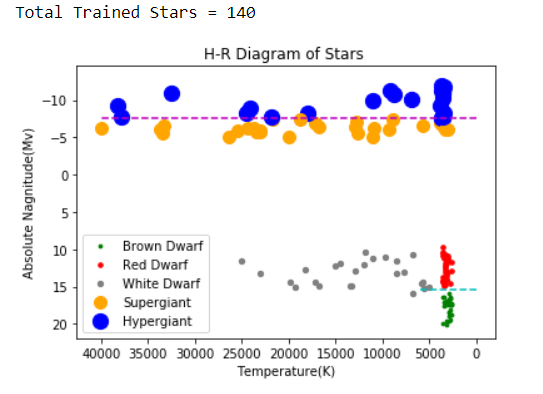 Total Trained Stars = 140
H-R Diagram of Stars
Absolute Nagnitude(Mv)
−10
−5
0
5
10
15
20
Brown Dwarf
Red Dwarf
White Dwarf
Supergiant
Hypergiant
40000 35000 30000 25000 20000 15000 10000 5000 0
Temperature(K)